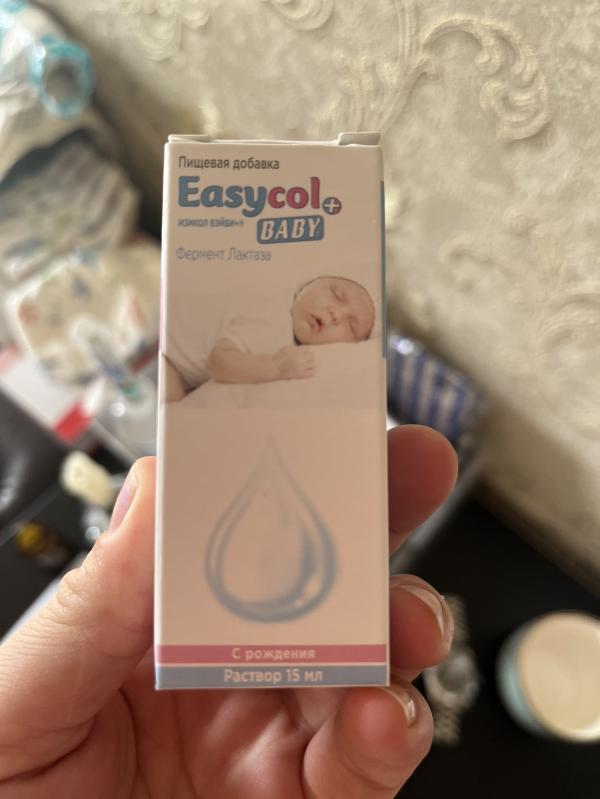 Пищевая добавка
Easycol+
ИЗИКОЛ БЭЙБИ+®
BABY
Фермент Лактаза
С рождения
Раствор 15 мл